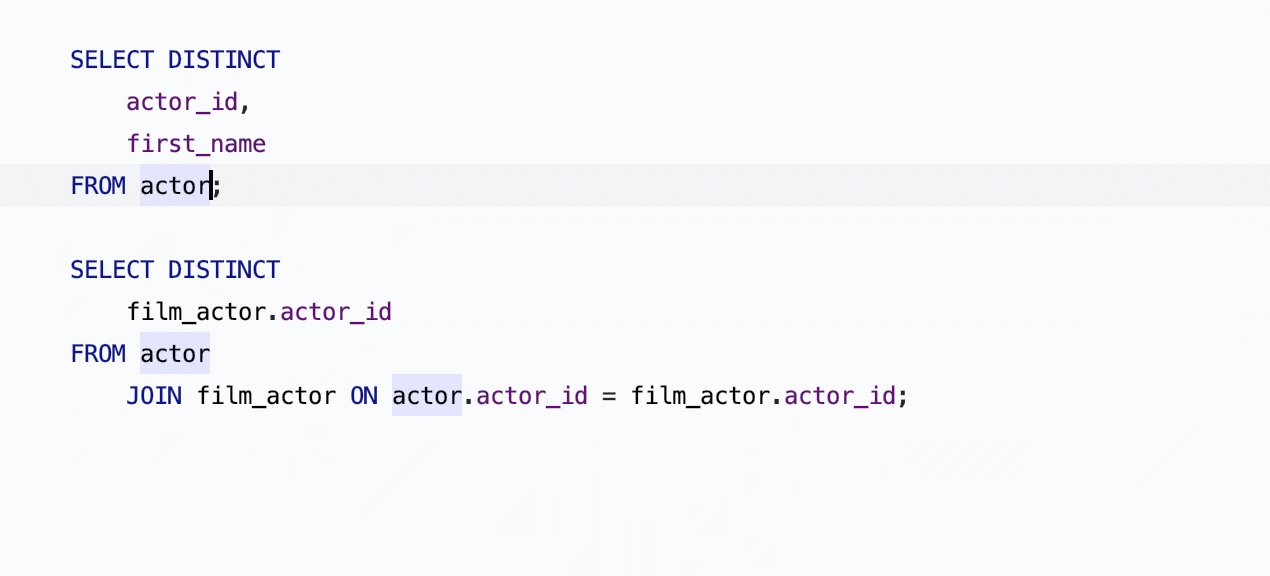 SELECT DISTINCT
    actor_id,
    first_name
FROM actor;

SELECT DISTINCT
    film_actor.actor_id
FROM actor
    JOIN film_actor ON actor.actor_id = film_actor.actor_id;